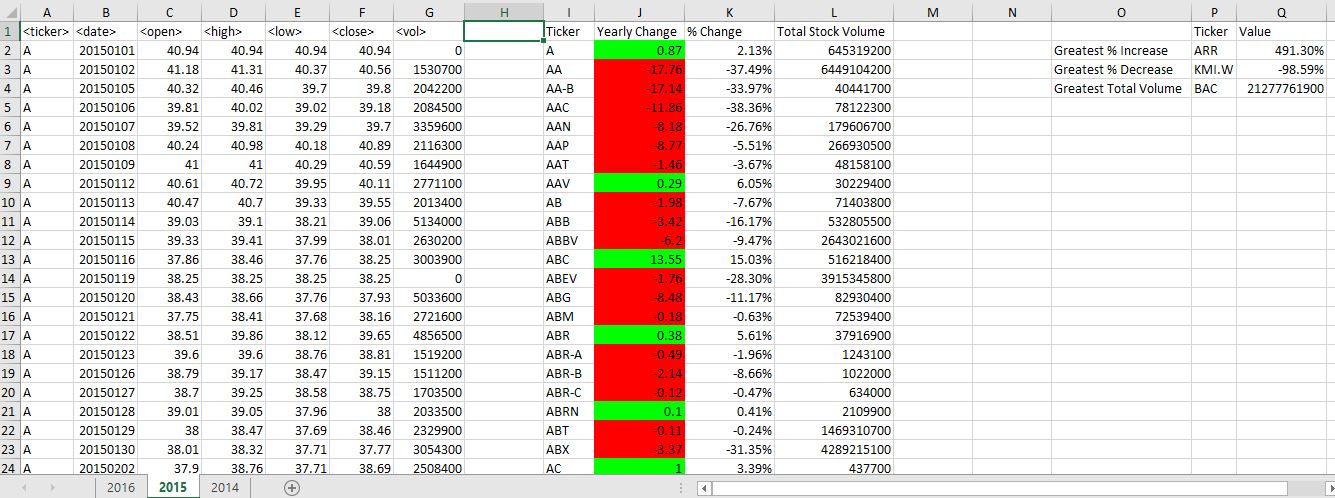 A B C D E F G H I J K L M N O P Q
1 <ticker> <date> <open> <high> <low> <close> <vol> Ticker Yearly Change % Change Total Stock Volume Ticker Value
2 A 20150101 40.94 40.94 40.94 40.94 0 A 0.87 2.13% 645319200 Greatest % Increase ARR 491.30%
3 A 20150102 41.18 41.31 40.37 40.56 1530700 AA -17.76 -37.49% 6449104200 Greatest % Decrease KMI.W -98.59%
4 A 20150105 40.32 40.46 39.7 39.8 2042200 AA-B -17.14 -33.97% 40441700 Greatest Total Volume BAC 21277761900
5 A 20150106 39.81 40.02 39.02 39.18 2084500 AAC -11.86 -38.36% 78122300
6 A 20150107 39.52 39.81 39.29 39.7 3359600 AAN -8.18 -26.76% 179606700
7 A 20150108 40.24 40.98 40.18 40.89 2116300 AAP -8.77 -5.51% 266930500
8 A 20150109 41 41 40.29 40.59 1644900 AAT -1.46 -3.67% 48158100
9 A 20150112 40.61 40.72 39.95 40.11 2771100 AAV 0.29 6.05% 30229400
10 A 20150113 40.47 40.7 39.33 39.55 2013400 AB -1.98 -7.67% 71403800
11 A 20150114 39.03 39.1 38.21 39.06 5134000 ABB -3.42 -16.17% 532805500
12 A 20150115 39.33 39.41 37.99 38.01 2630200 ABBV -6.2 -9.47% 2643021600
13 A 20150116 37.86 38.46 37.76 38.25 3003900 ABC 13.55 15.03% 516218400
14 A 20150119 38.25 38.25 38.25 38.25 0 ABEV -1.76 -28.30% 3915345800
15 A 20150120 38.43 38.66 37.76 37.93 5033600 ABG -8.48 -11.17% 82930400
16 A 20150121 37.75 38.41 37.68 38.16 2721600 ABM -0.18 -0.63% 72539400
17 A 20150122 38.51 39.86 38.12 39.65 4856500 ABR 0.38 5.61% 37916900
18 A 20150123 39.6 39.6 38.76 38.81 1519200 ABR-A -0.49 -1.96% 1243100
19 A 20150126 38.79 39.17 38.47 39.15 1511200 ABR-B -2.14 -8.66% 1022000
20 A 20150127 38.7 39.25 38.58 38.75 1703500 ABR-C -0.12 -0.47% 634000
21 A 20150128 39.01 39.05 37.96 38 2033500 ABRN 0.1 0.41% 2109900
22 A 20150129 38 38.47 37.69 38.46 2329900 ABT -0.11 -0.24% 1469310700
23 A 20150130 38.01 38.32 37.71 37.77 3054300 ABX -3.37 -31.35% 4289215100
24 A 20150202 37.9 38.76 37.71 38.69 2508400 AC 1 3.39% 437700
2016 2015 2014